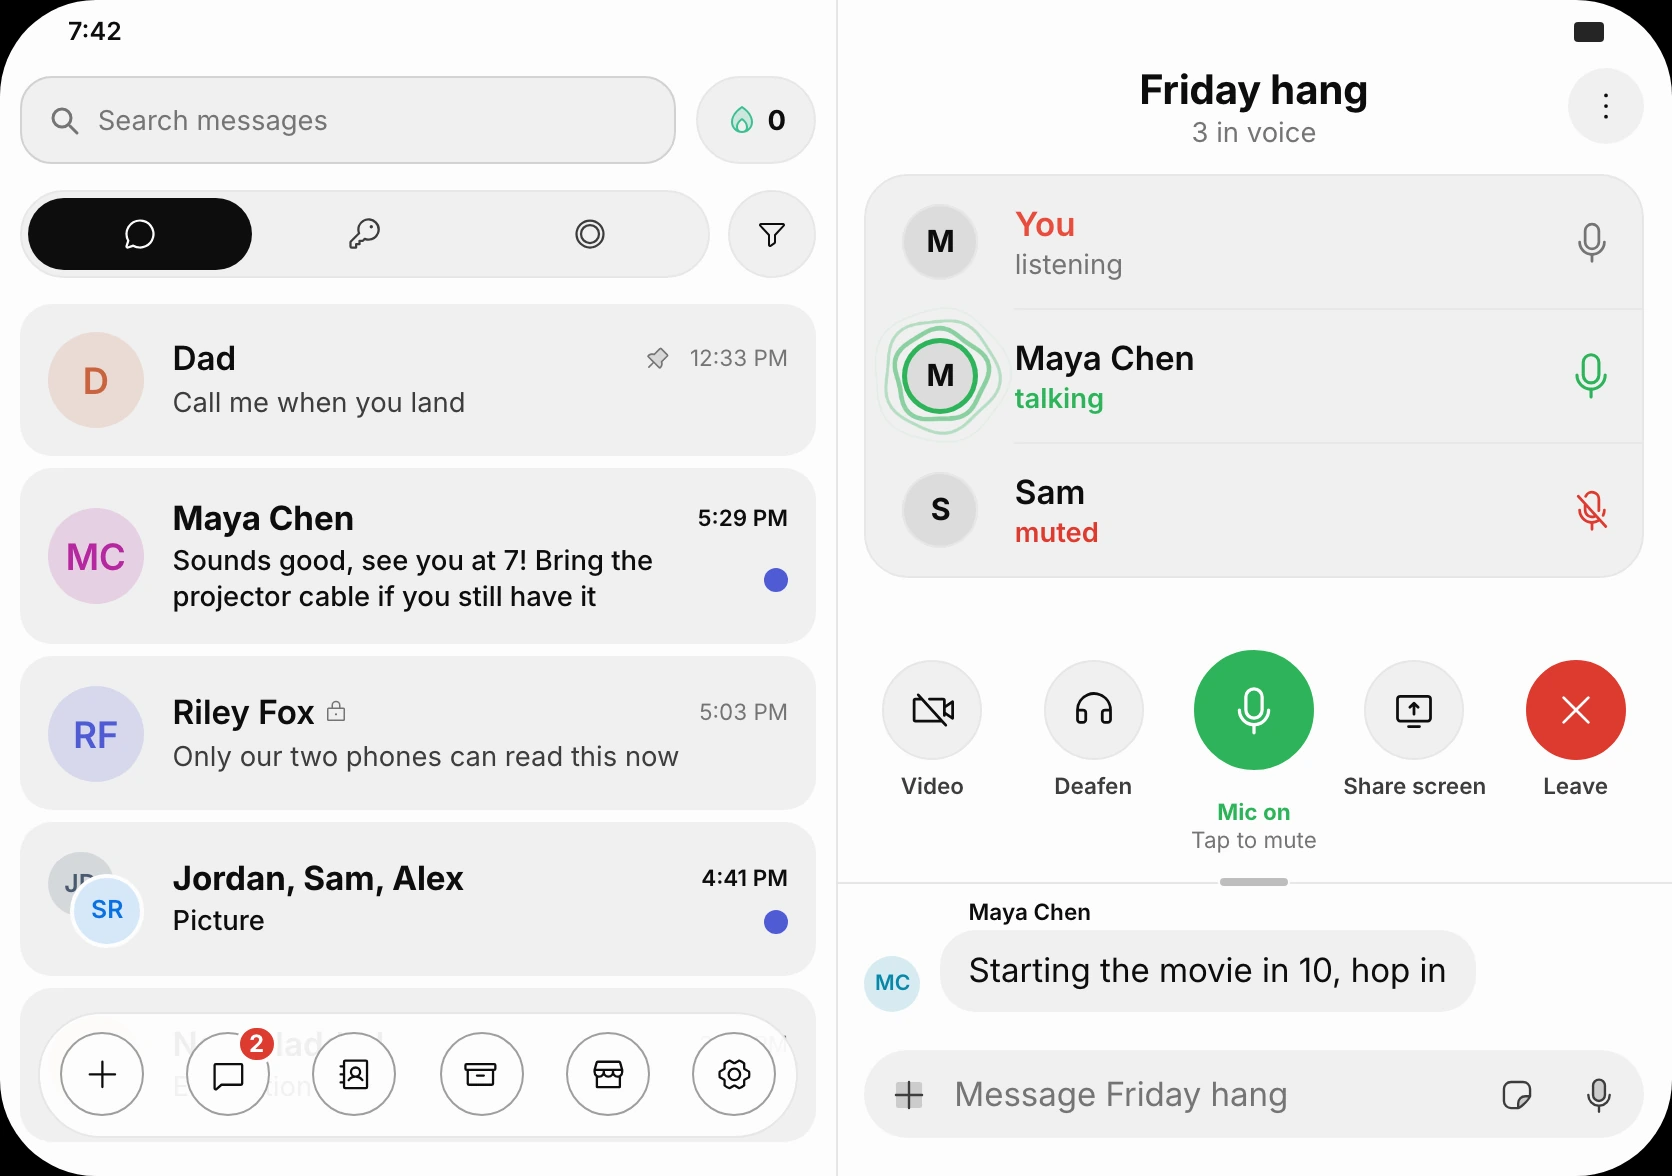 7:42
Search messages
0
D
Dad
12:33 PM
Call me when you land
MC
Maya Chen
5:29 PM
Sounds good, see you at 7! Bring the
projector cable if you still have it
RF
Riley Fox
5:03 PM
Only our two phones can read this now
SR
Jordan, Sam, Alex
4:41 PM
Picture
2
Friday hang
3 in voice
M
You
listening
M
Maya Chen
talking
S
Sam
muted
Video
Deafen
Mic on
Tap to mute
Share screen
Leave
Maya Chen
MC
Starting the movie in 10, hop in
Message Friday hang